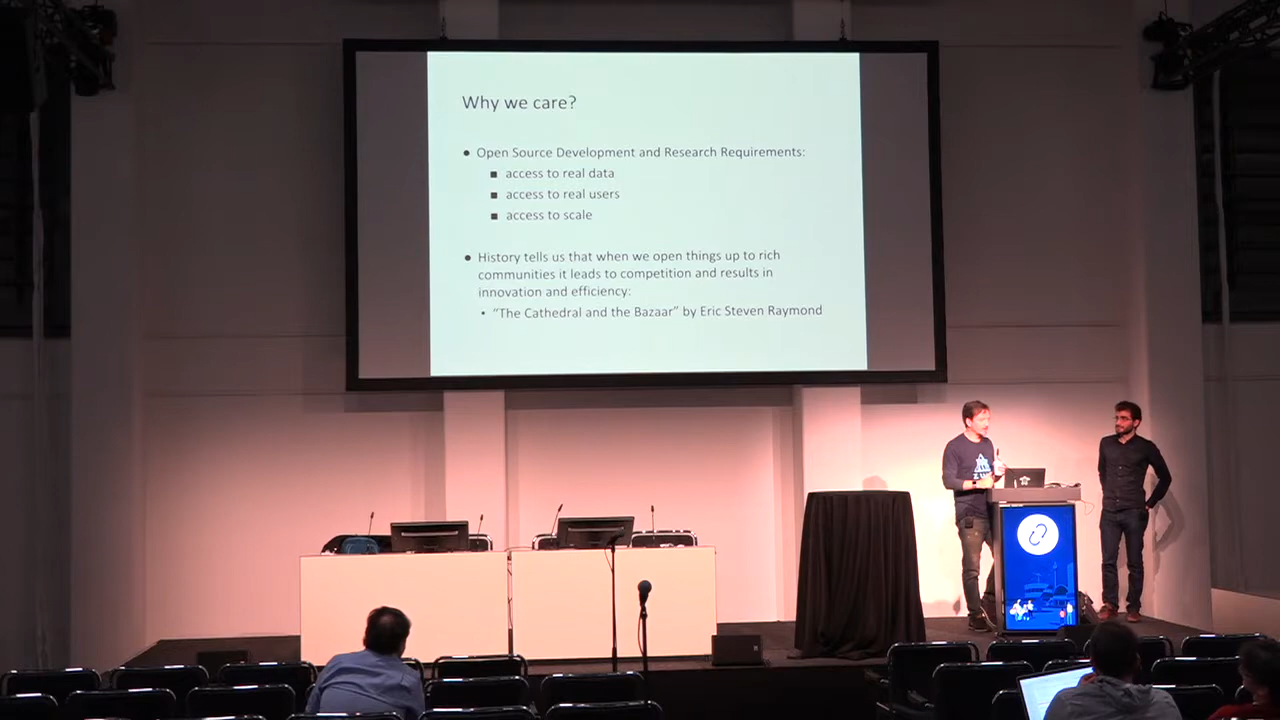 Why we care?
● Open Source Development and Research Requirements:
■ access to real data
■ access to real users
■ access to scale
● History tells us that when we open things up to rich
communities it leads to competition and results in
innovation and efficiency:
• “The Cathedral and the Bazaar” by Eric Steven Raymond